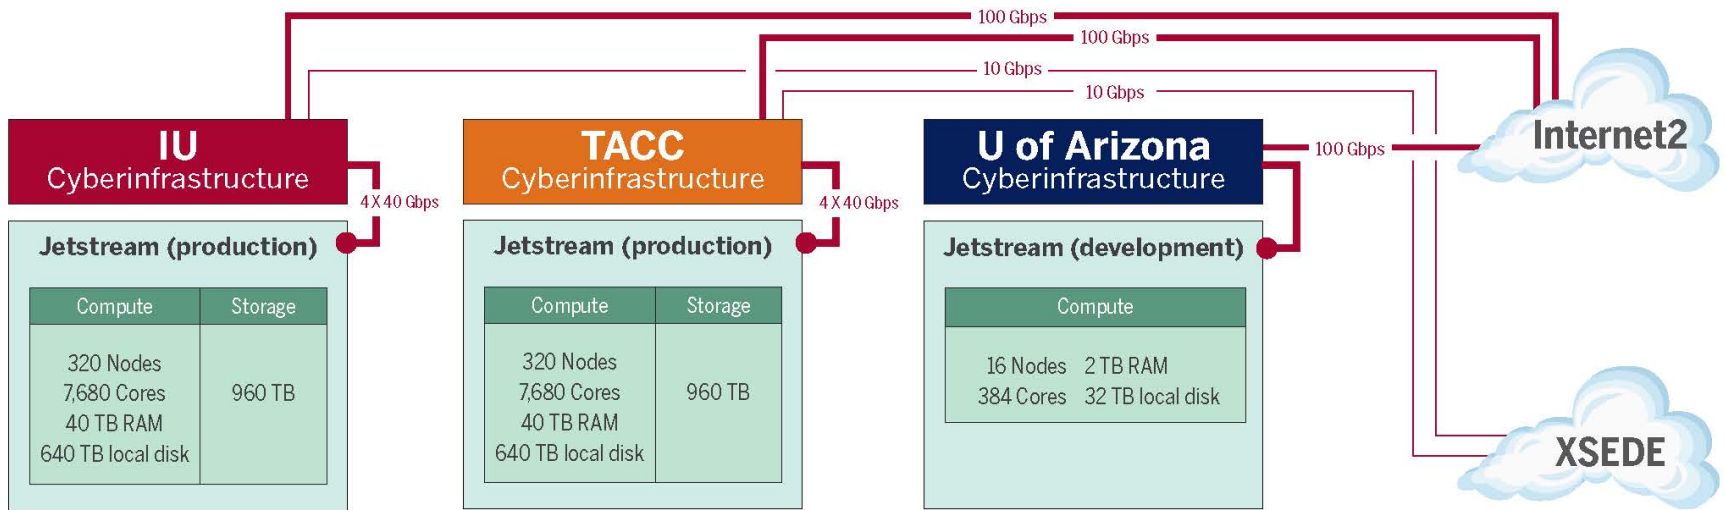 100 Gbps
100 Gbps
10 Gbps
10 Gbps
IU
Cyberinfrastructure
4 X 40 Gbps
Jetstream (production)
Compute Storage
320 Nodes
7,680 Cores
40 TB RAM
640 TB local disk
960 TB
TACC
Cyberinfrastructure
4 X 40 Gbps
Jetstream (production)
Compute Storage
320 Nodes
7,680 Cores
40 TB RAM
640 TB local disk
960 TB
U of Arizona
Cyberinfrastructure
100 Gbps
Jetstream (development)
Compute
16 Nodes 2 TB RAM
384 Cores 32 TB local disk
Internet2
XSEDE